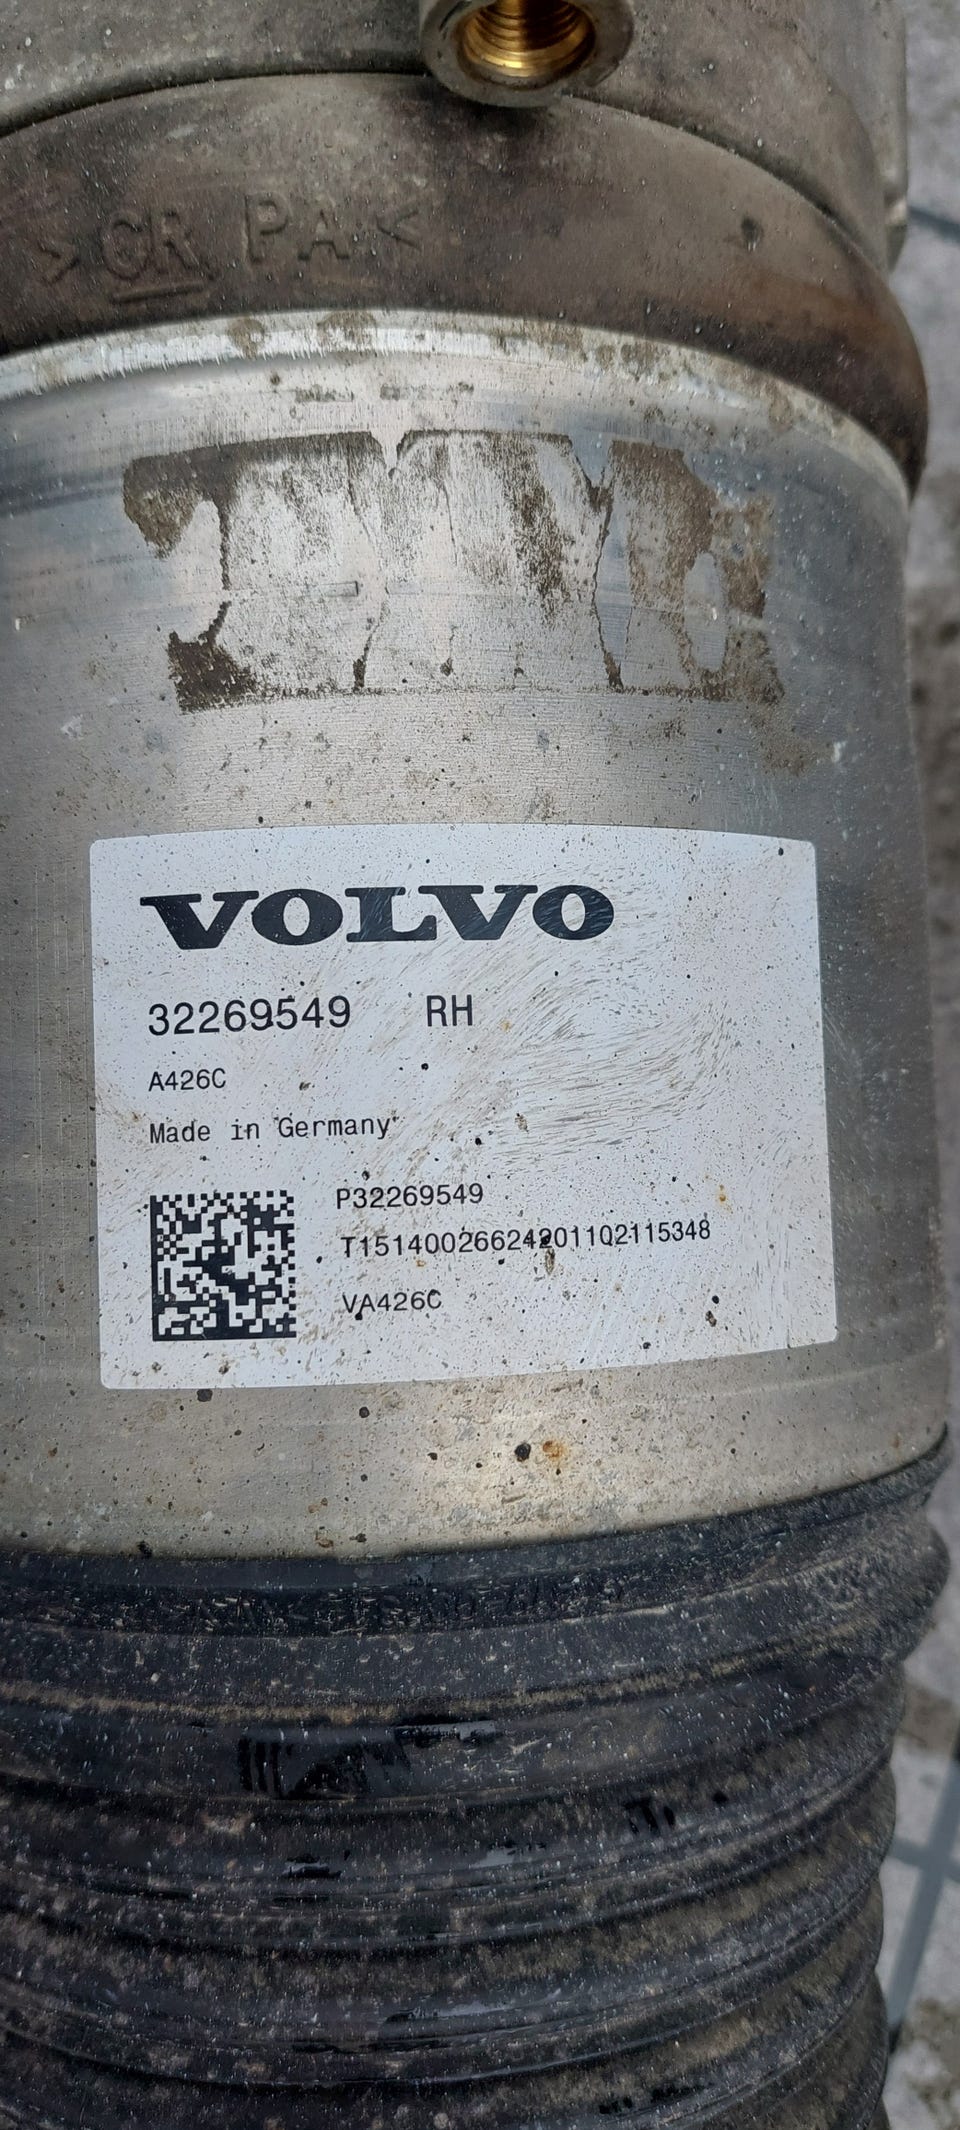 >CR PA<
VOLVO
32269549 RH
A426C
Made in Germany
P32269549
T15140026624201102115348
VA426C